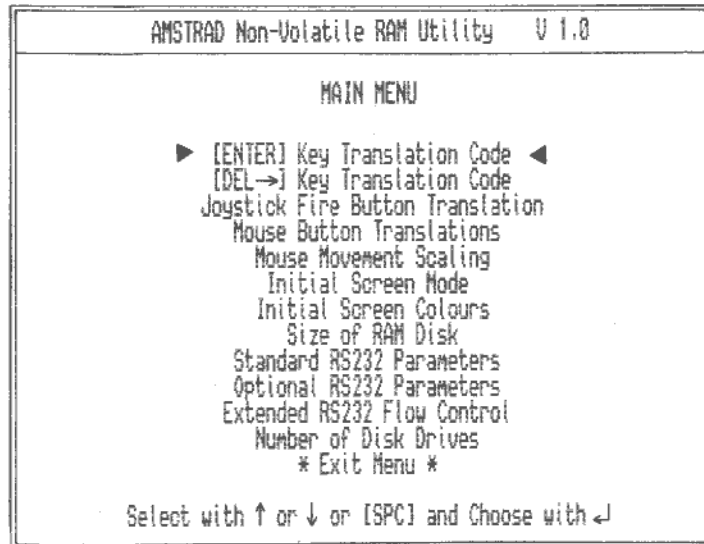 AMSTRAD Non-Volatile RAM Utility V 1.0
MAIN MENU
▶ [ENTER] Key Translation Code ◀
[DEL→] Key Translation Code
Joystick Fire Button Translation
Mouse Button Translations
Mouse Movement Scaling
Initial Screen Mode
Initial Screen Colours
Size of RAM Disk
Standard RS232 Parameters
Optional RS232 Parameters
Extended RS232 Flow Control
Number of Disk Drives
* Exit Menu *
Select with ↑ or ↓ or [SPC] and Choose with ↵